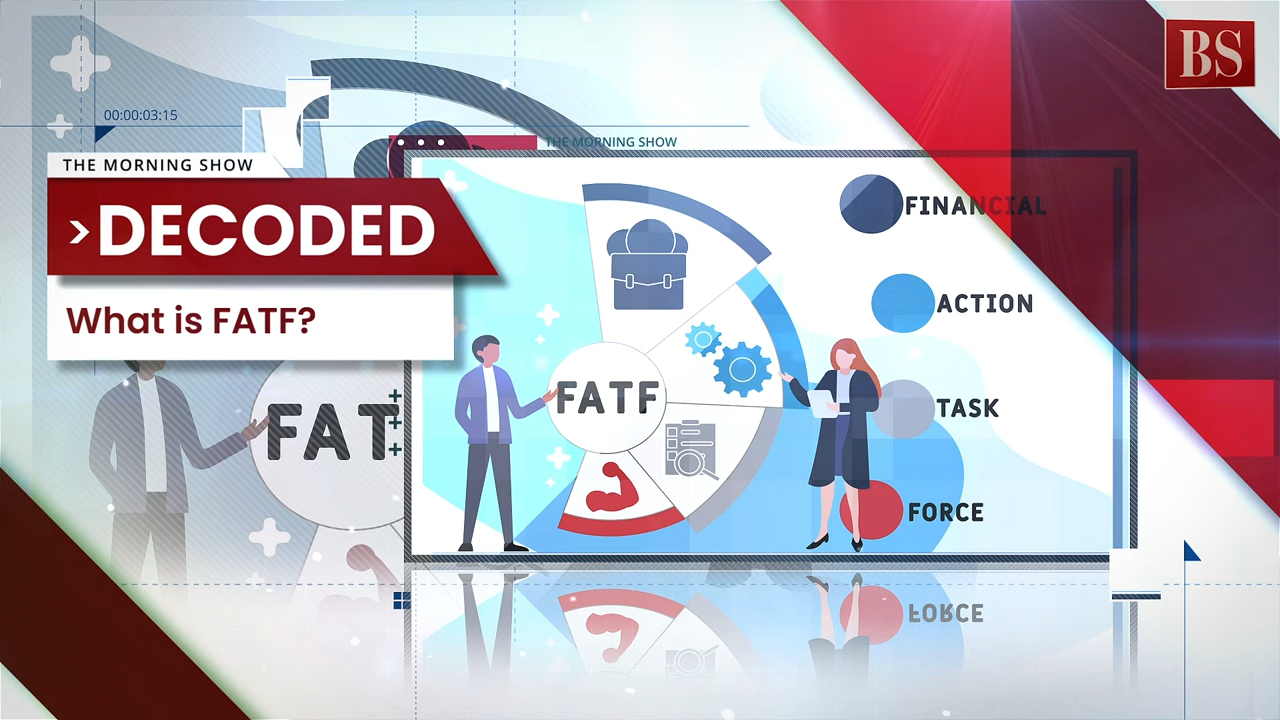 BS
00:00:03:15
THE MORNING SHOW
THE MORNING SHOW
>DECODED
What is FATF?
FINANCIAL
ACTION
TASK
FORCE
FATF
FAT
FORCE